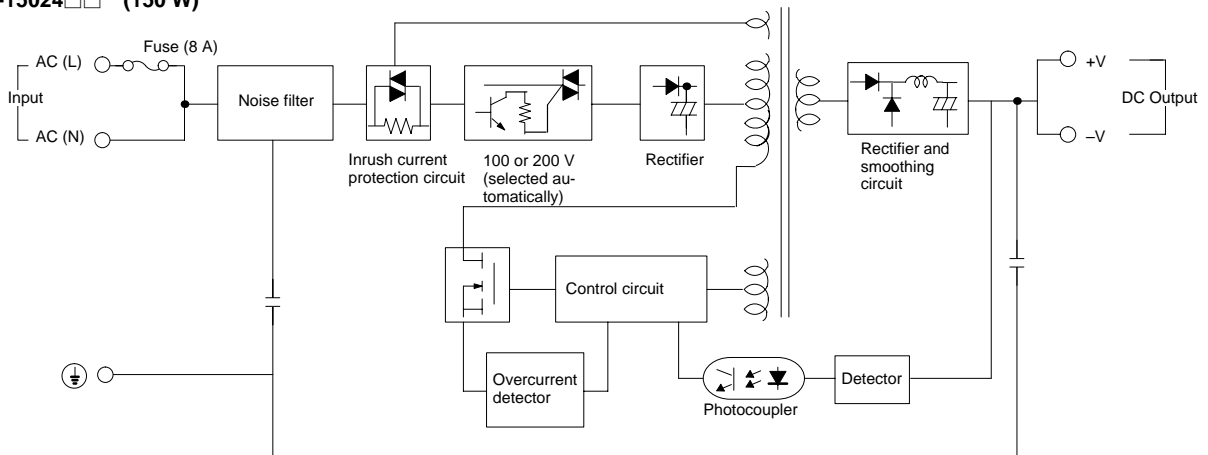 -15024□□ (150 W)
Fuse (8 A)
AC (L)
Input
AC (N)
Noise filter
Inrush current
protection circuit
100 or 200 V
(selected au-
tomatically)
Rectifier
Rectifier and
smoothing
circuit
+V
DC Output
–V
Control circuit
Overcurrent
detector
Photocoupler
Detector